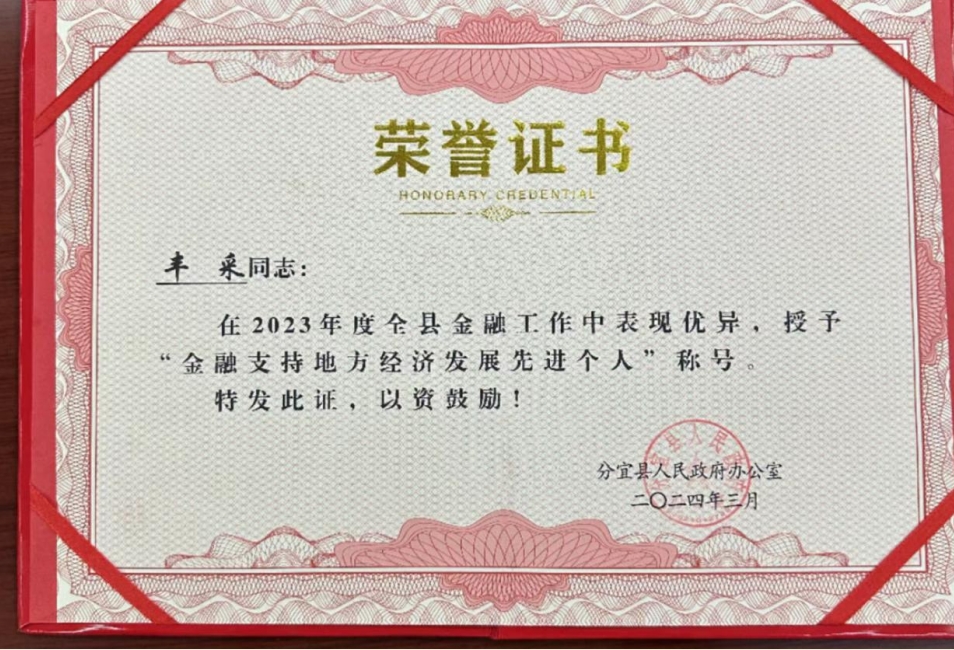 荣誉证书
HONORARY CREDENTIAL
丰 采同志：
在2023年度全县金融工作中表现优异，授予
“金融支持地方经济发展先进个人”称号。
特发此证，以资鼓励！
分宜县人民政府办公室
二〇二四年三月